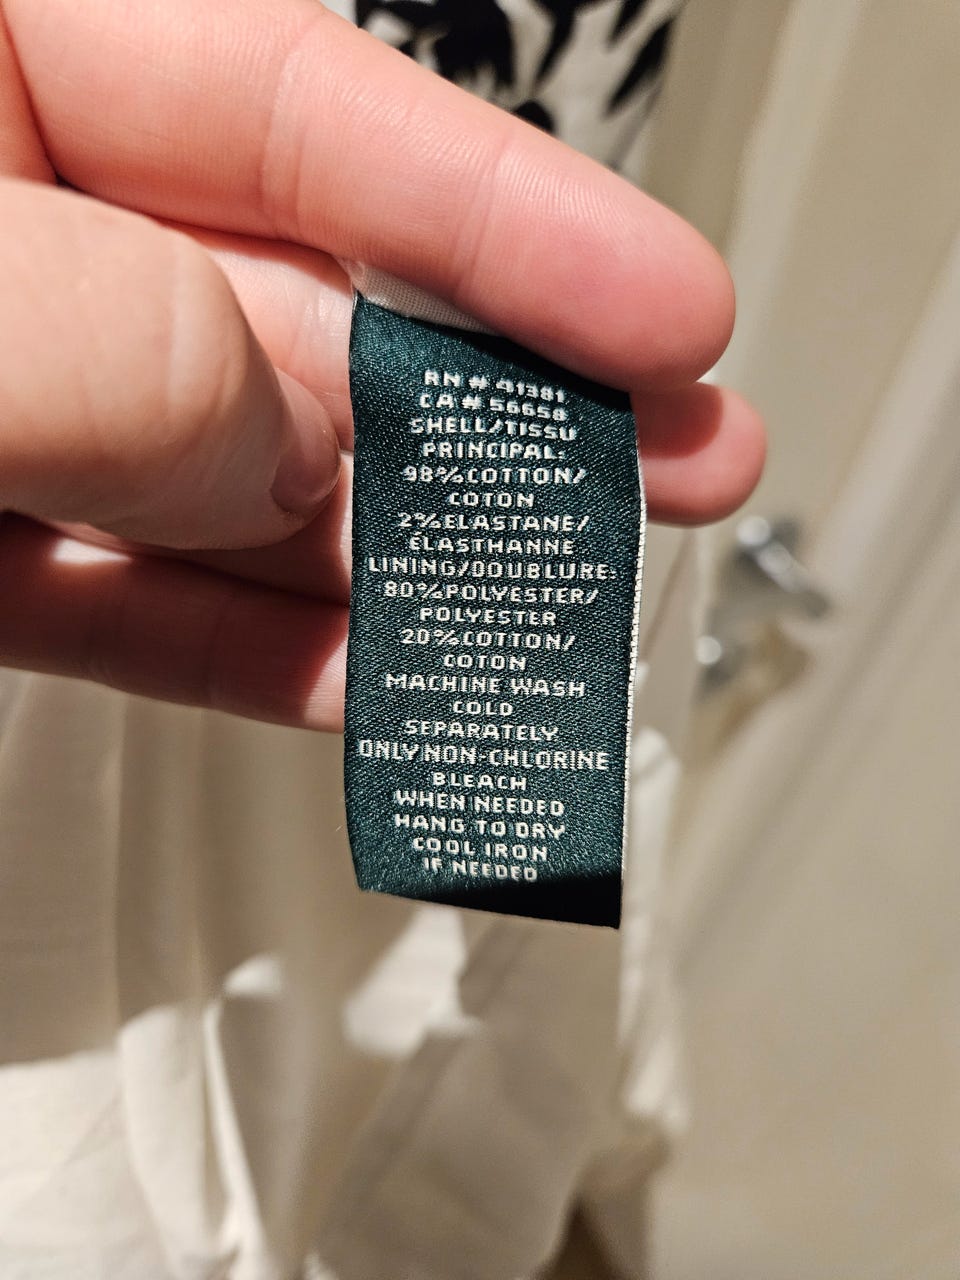 RN # 41381
CA # 56658
SHELL/TISSU
PRINCIPAL:
98%COTTON/
COTON
2%ELASTANE/
ÉLASTHANNE
LINING/DOUBLURE:
80%POLYESTER/
POLYESTER
20%COTTON/
COTON
MACHINE WASH
COLD
SEPARATELY
ONLY NON-CHLORINE
BLEACH
WHEN NEEDED
HANG TO DRY
COOL IRON
IF NEEDED